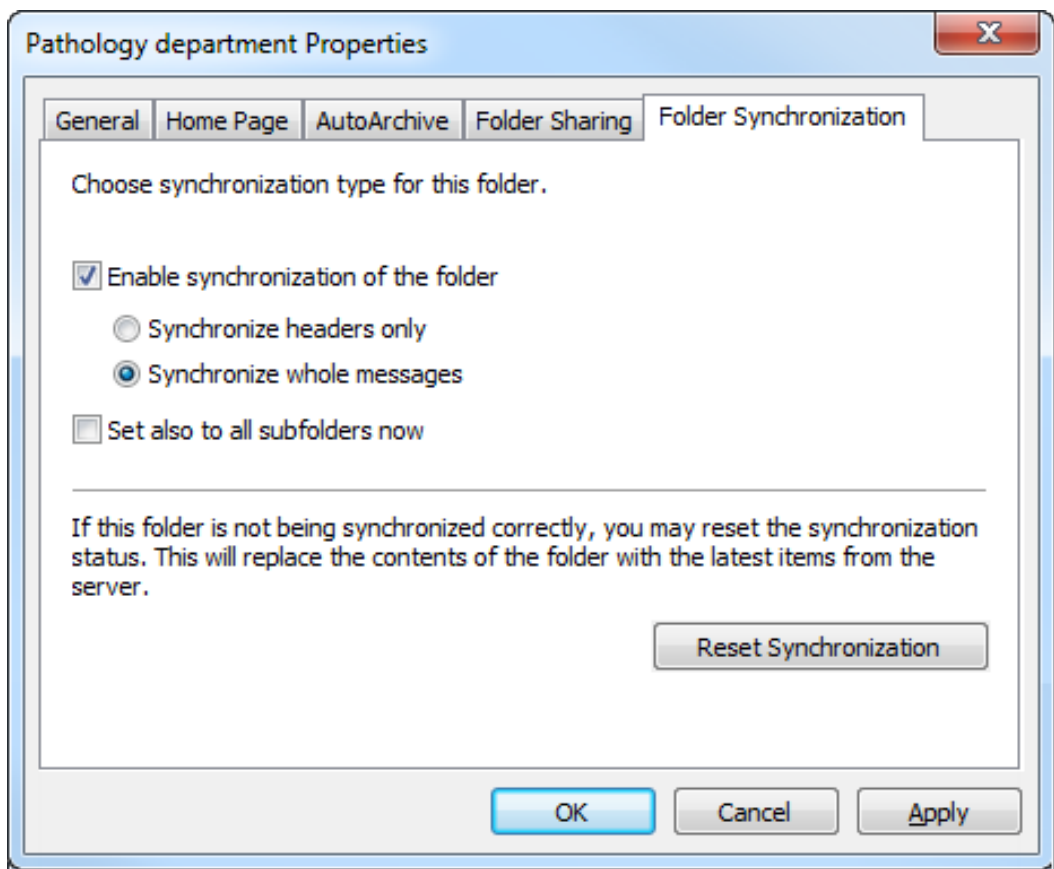 Pathology department Properties
General Home Page AutoArchive Folder Sharing Folder Synchronization
Choose synchronization type for this folder.
Enable synchronization of the folder
Synchronize headers only
Synchronize whole messages
Set also to all subfolders now
If this folder is not being synchronized correctly, you may reset the synchronization
status. This will replace the contents of the folder with the latest items from the
server.
Reset Synchronization
OK Cancel Apply